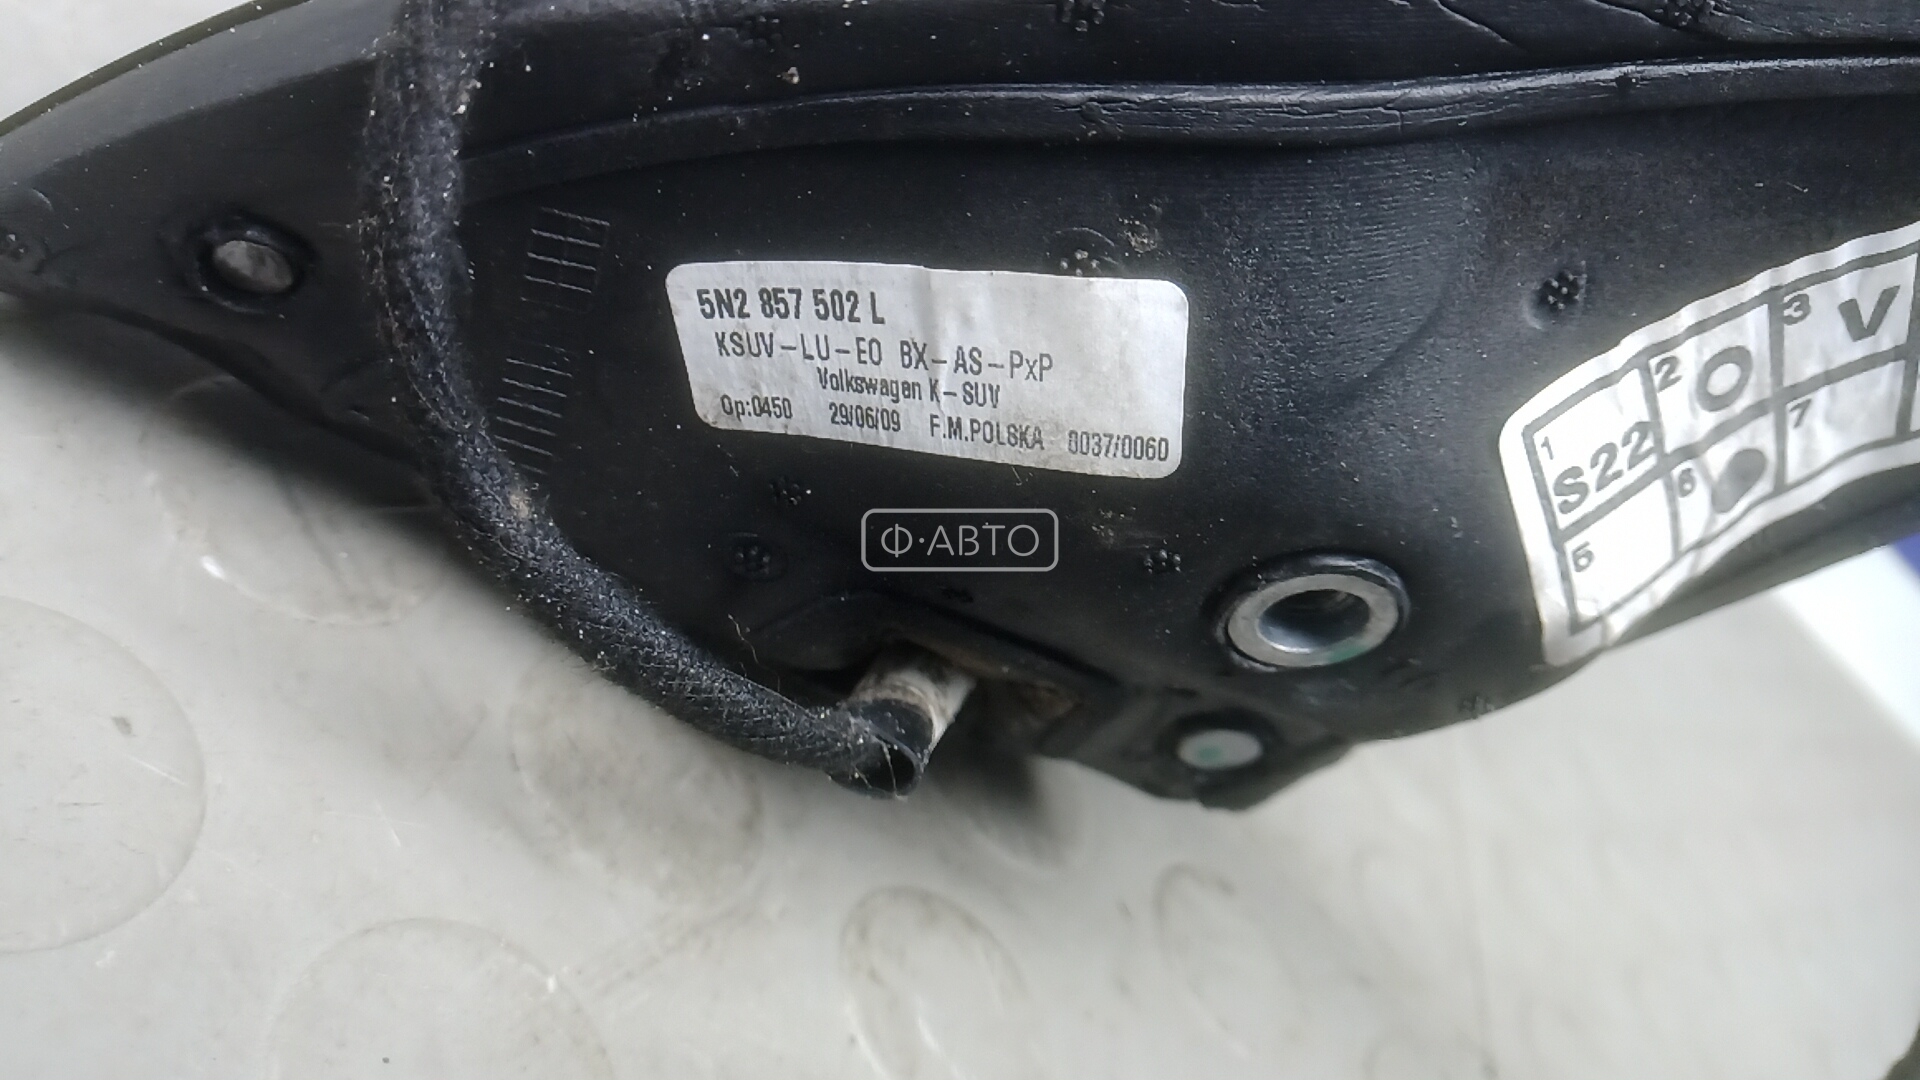 5N2 857 502 L
KSUV-LU-EO BX-AS-PxP
Volkswagen K-SUV
Op:0450 29/06/09 F.M.POLSKA 8037/0060
1 S22 2 O 3 V
5 6 7
Ф·АВТО